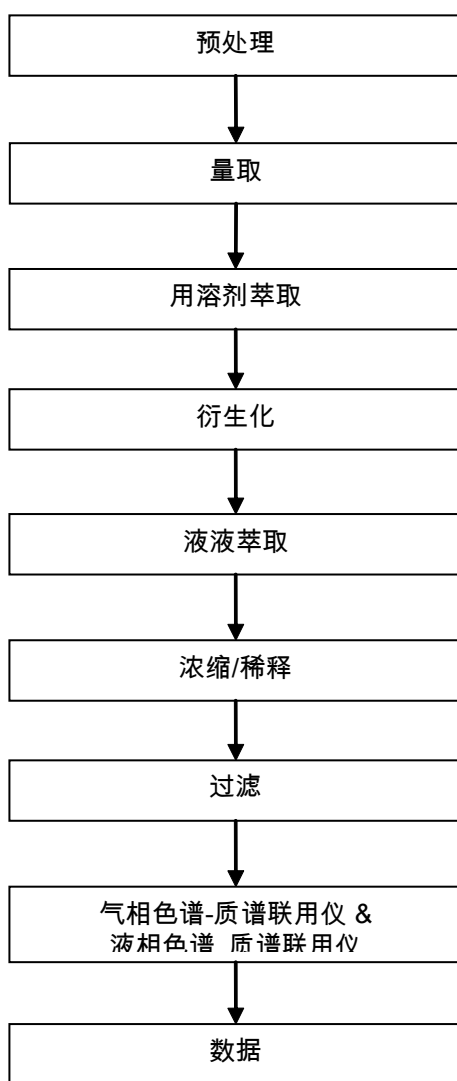 预处理
量取
用溶剂萃取
衍生化
液液萃取
浓缩/稀释
过滤
气相色谱-质谱联用仪 &
液相色谱-质谱联用仪
数据